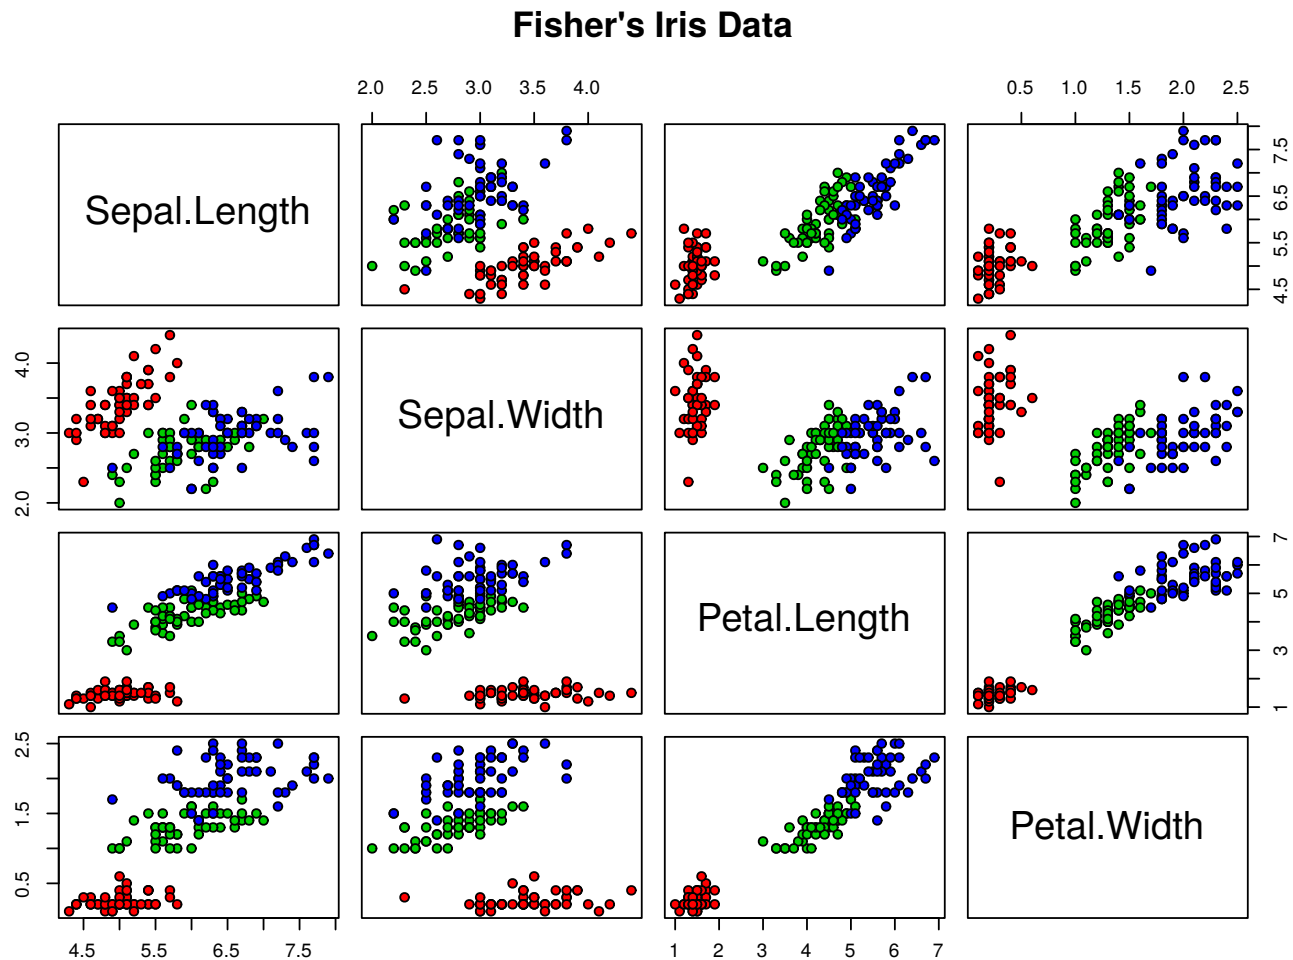 Fisher's Iris Data
2.0 2.5 3.0 3.5 4.0
0.5 1.0 1.5 2.0 2.5
Sepal.Length
4.5 5.5 6.5 7.5
2.0 3.0 4.0
Sepal.Width
Petal.Length
1 3 5 7
0.5 1.5 2.5
Petal.Width
4.5 5.5 6.5 7.5
1 2 3 4 5 6 7